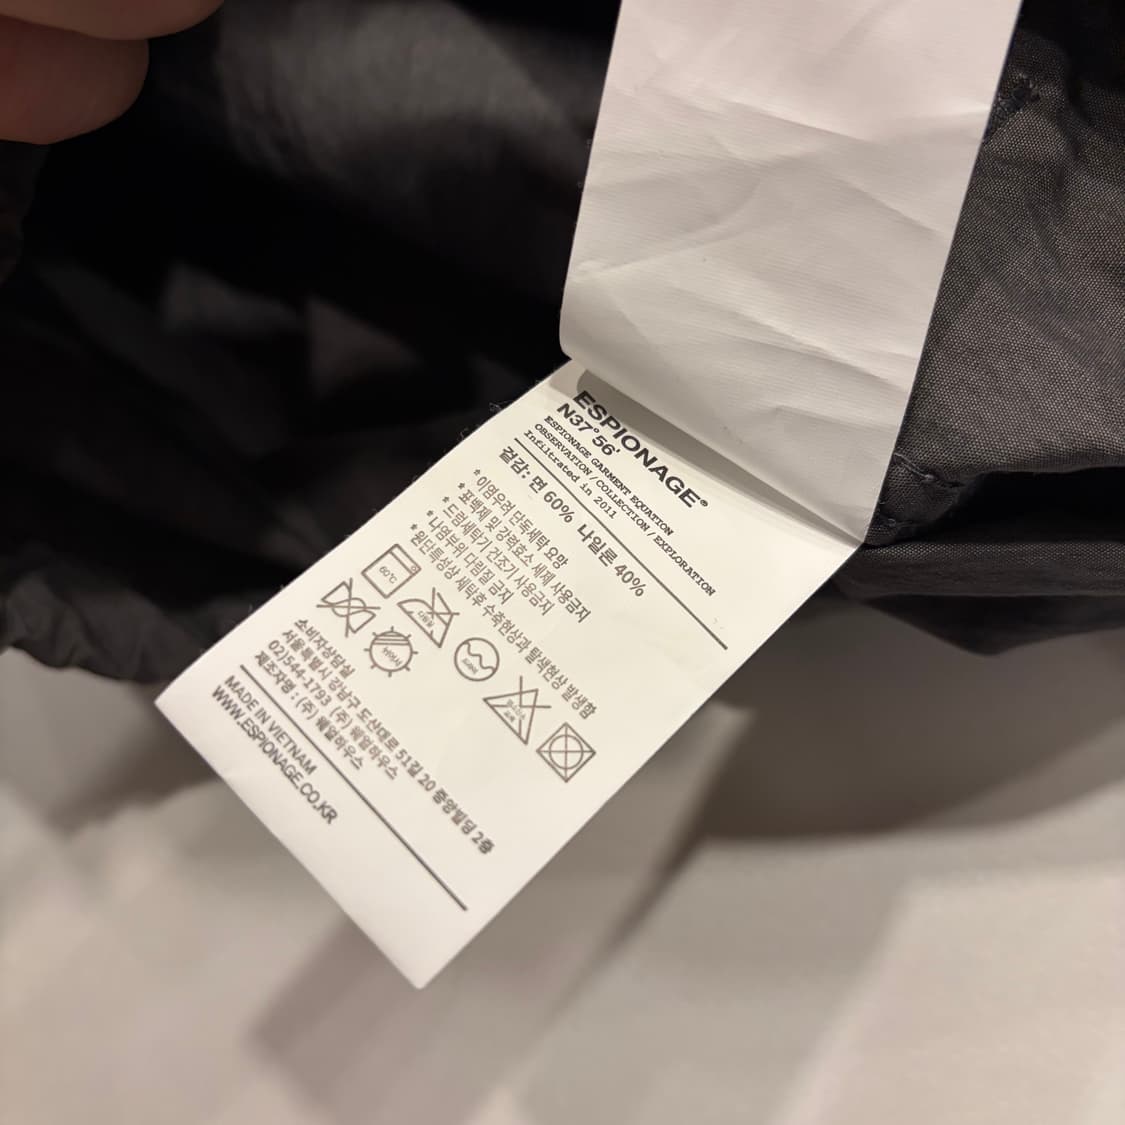 ESPIONAGE®
N37°56'
ESPIONAGE GARMENT EQUATION
OBSERVATION/COLLECTION/EXPLORATION
Infiltrated in 2011
겉감: 면 60% 나일론 40%
* 이염우려 단독세탁 요망
* 표백제 및 강력효소 세제 사용금지
* 드럼세탁기 건조기 사용금지
* 나염부위 다림질 금지
* 원단특성상 세탁후 수축현상과 탈색현상 발생함
60℃
소비자상담실
서울특별시 강남구 도산대로 51길 20 중앙빌딩 2층
02)544-1793 (주) 웨얼하우스
제조자명 : (주) 웨얼하우스
MADE IN VIETNAM
WWW.ESPIONAGE.CO.KR